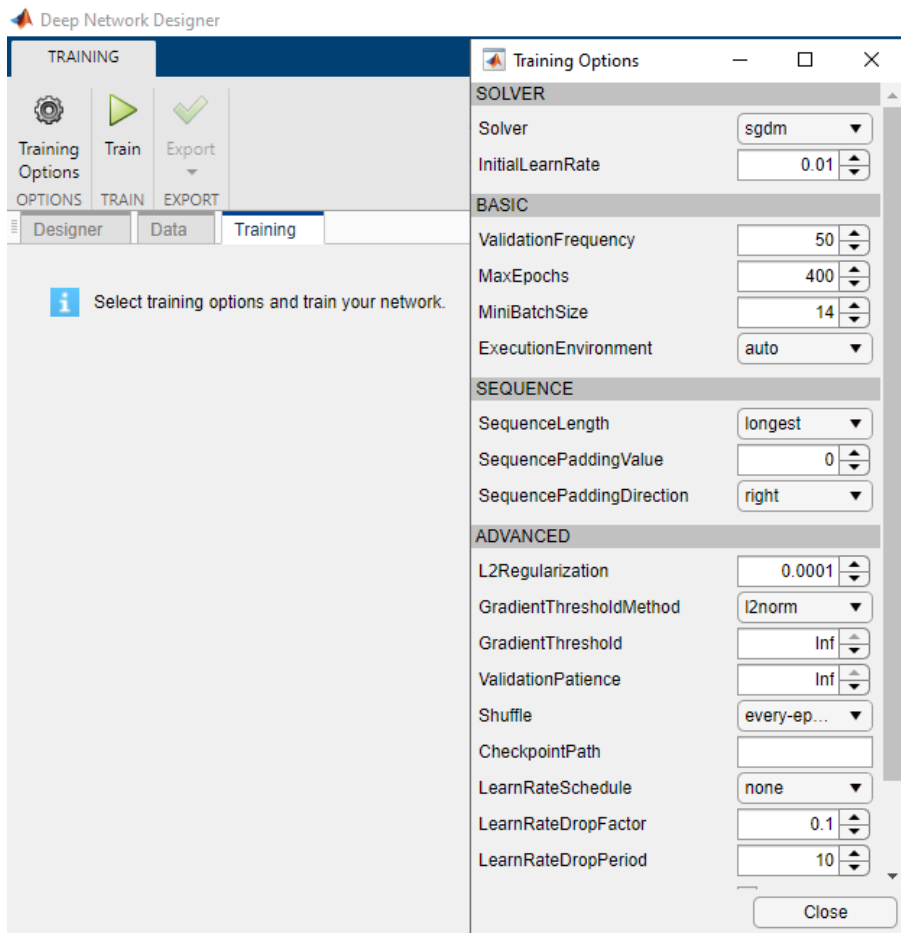 Deep Network Designer
TRAINING
Training Options
Train
Export
OPTIONS
TRAIN
EXPORT
Designer
Data
Training
Select training options and train your network.
Training Options
SOLVER
Solver sgdm
InitialLearnRate 0.01
BASIC
ValidationFrequency 50
MaxEpochs 400
MiniBatchSize 14
ExecutionEnvironment auto
SEQUENCE
SequenceLength longest
SequencePaddingValue 0
SequencePaddingDirection right
ADVANCED
L2Regularization 0.0001
GradientThresholdMethod l2norm
GradientThreshold Inf
ValidationPatience Inf
Shuffle every-ep...
CheckpointPath
LearnRateSchedule none
LearnRateDropFactor 0.1
LearnRateDropPeriod 10
Close